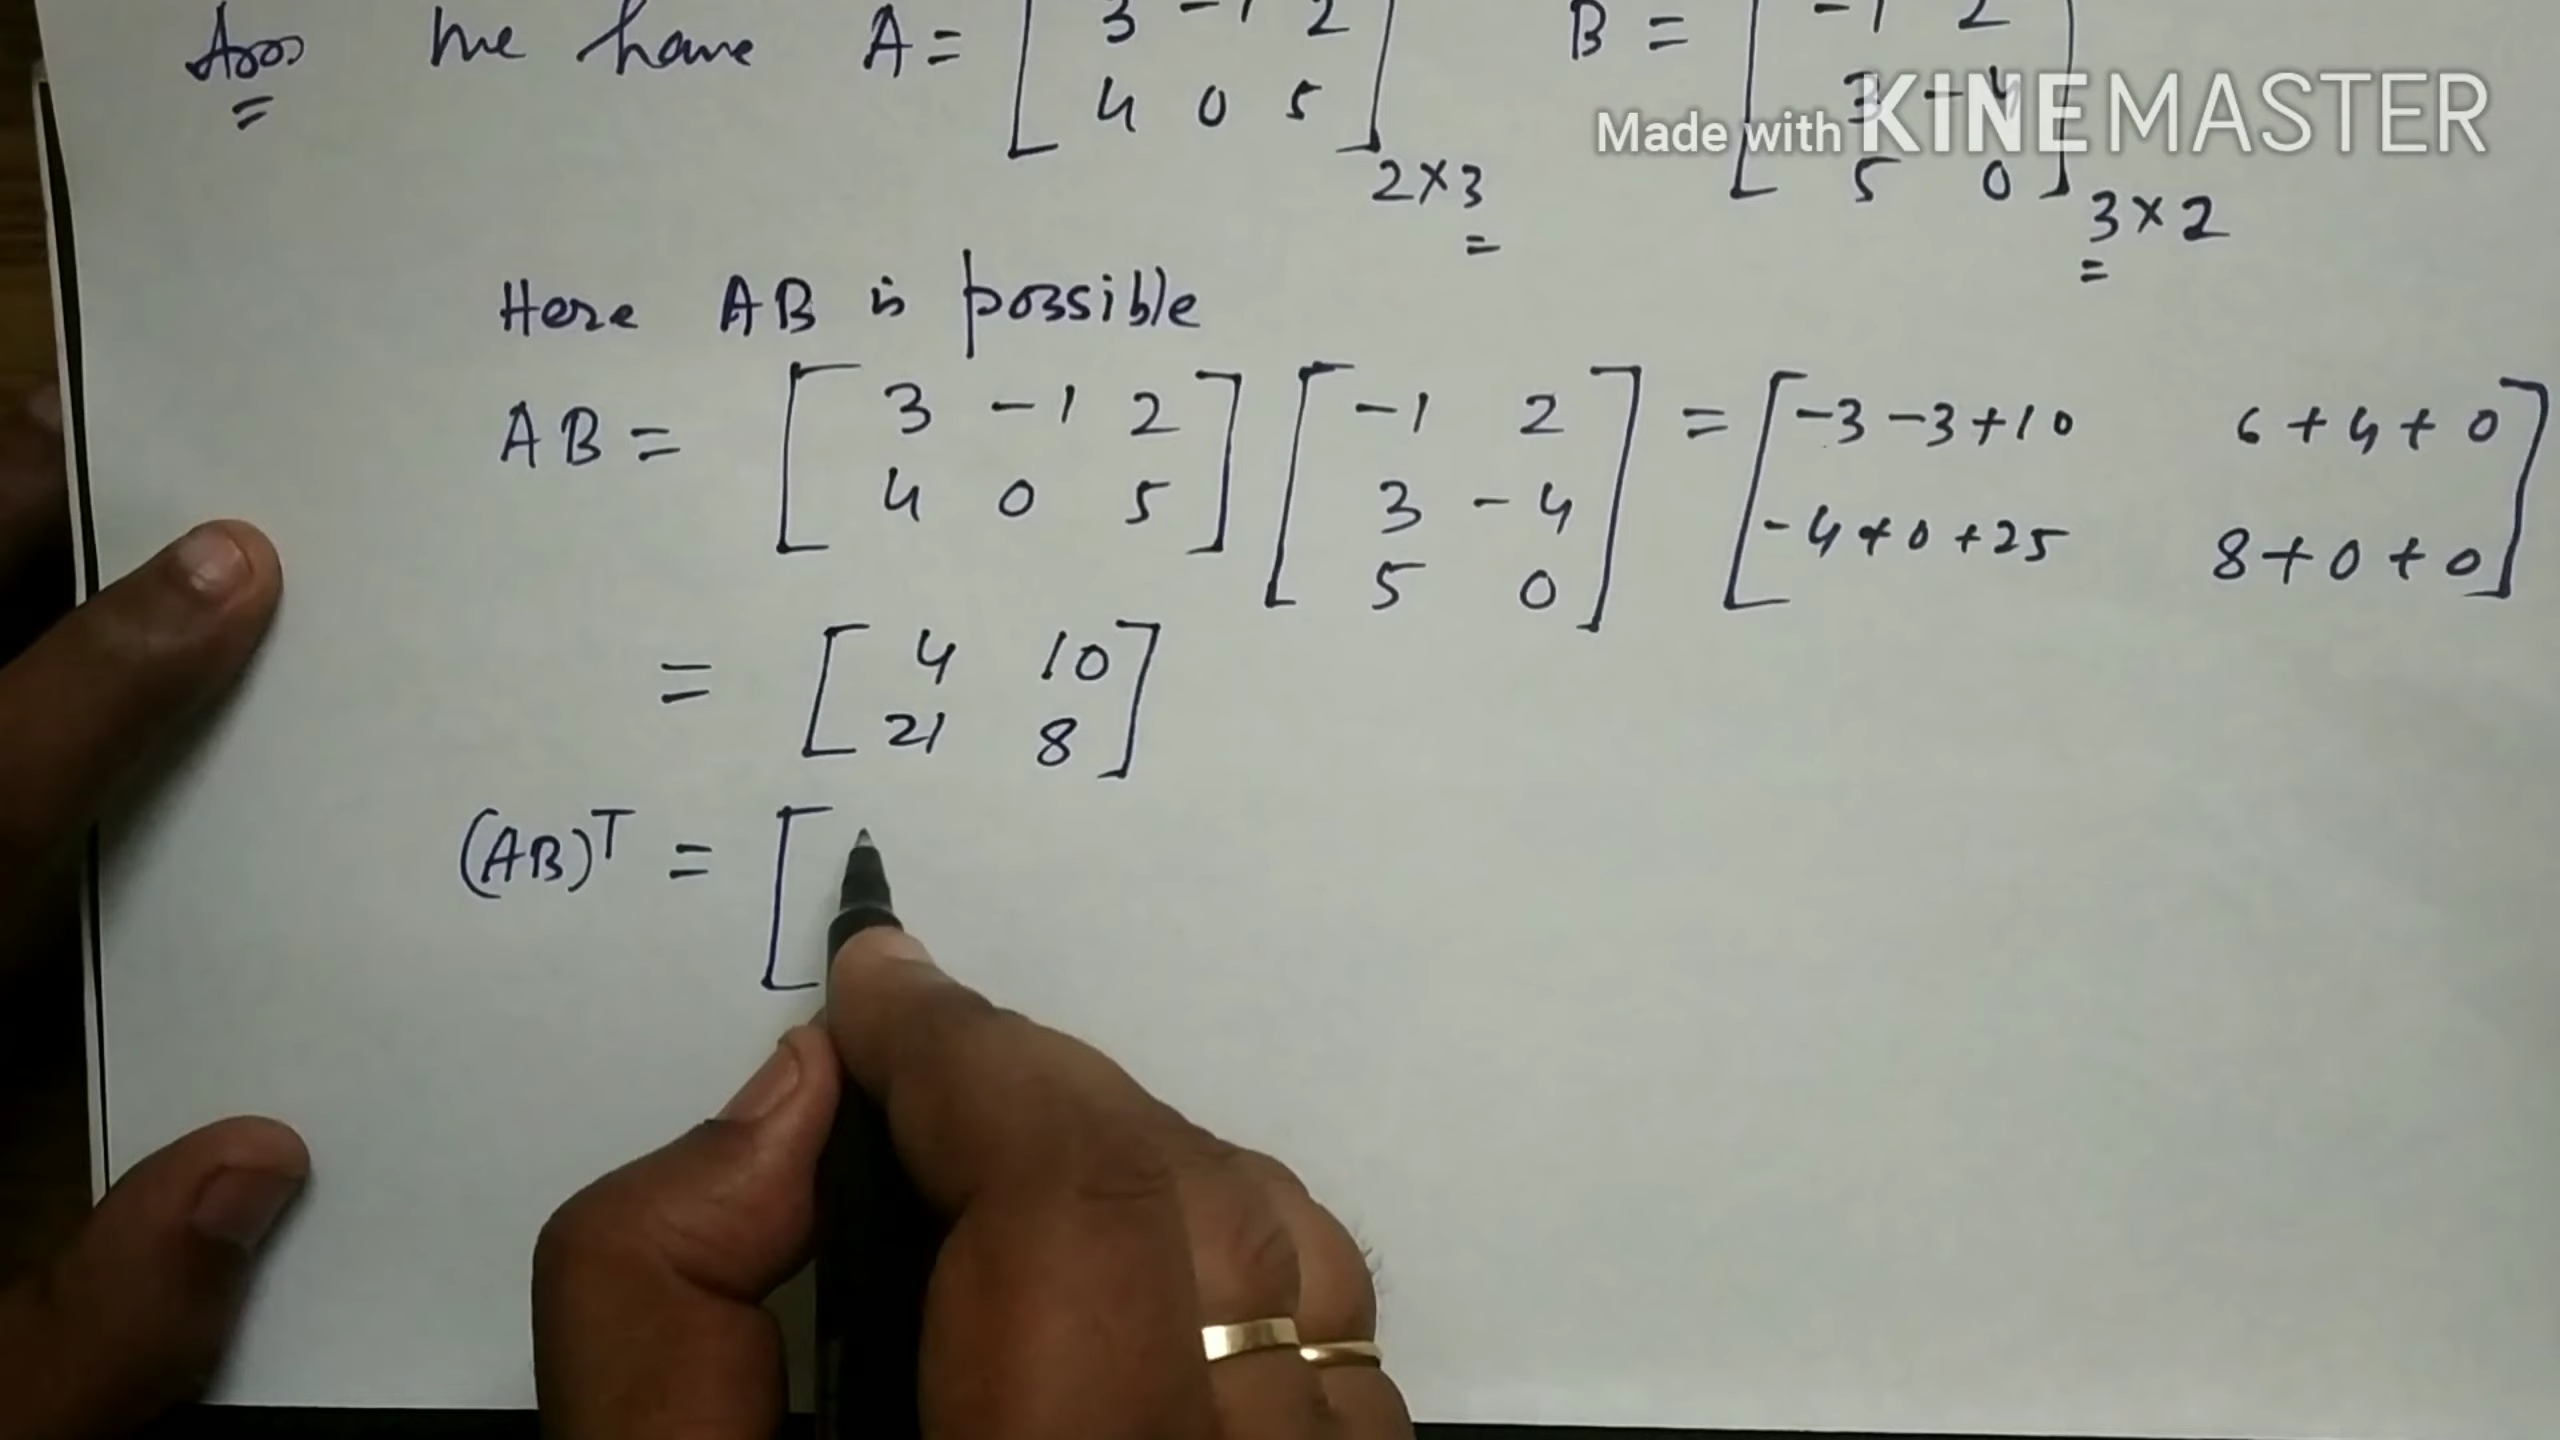 Ans We have A = [ 3 -1 2 B = [ -1 2
4 0 5 ] 2×3 3 -4
5 0 ] 3×2
Made with KINEMASTER
Here AB is possible
AB = [ 3 -1 2 ] [ -1 2 ] = [ -3-3+10 6+4+0 ]
4 0 5 3 -4 -4+0+25 8+0+0
5 0
= [ 4 10 ]
21 8
(AB)ᵀ = [